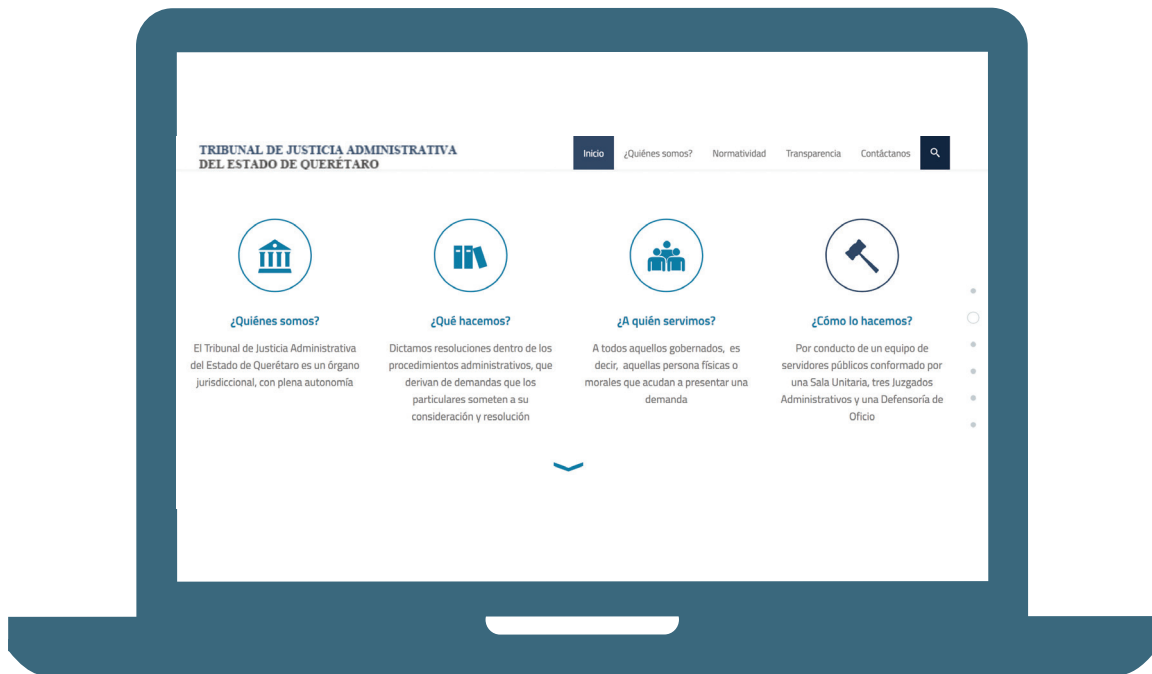 TRIBUNAL DE JUSTICIA ADMINISTRATIVA
DEL ESTADO DE QUERÉTARO
Inicio ¿Quiénes somos? Normatividad Transparencia Contáctanos
¿Quiénes somos?
El Tribunal de Justicia Administrativa
del Estado de Querétaro es un órgano
jurisdiccional, con plena autonomía
¿Qué hacemos?
Dictamos resoluciones dentro de los
procedimientos administrativos, que
derivan de demandas que los
particulares someten a su
consideración y resolución
¿A quién servimos?
A todos aquellos gobernados, es
decir, aquellas persona físicas o
morales que acudan a presentar una
demanda
¿Cómo lo hacemos?
Por conducto de un equipo de
servidores públicos conformado por
una Sala Unitaria, tres Juzgados
Administrativos y una Defensoría de
Oficio